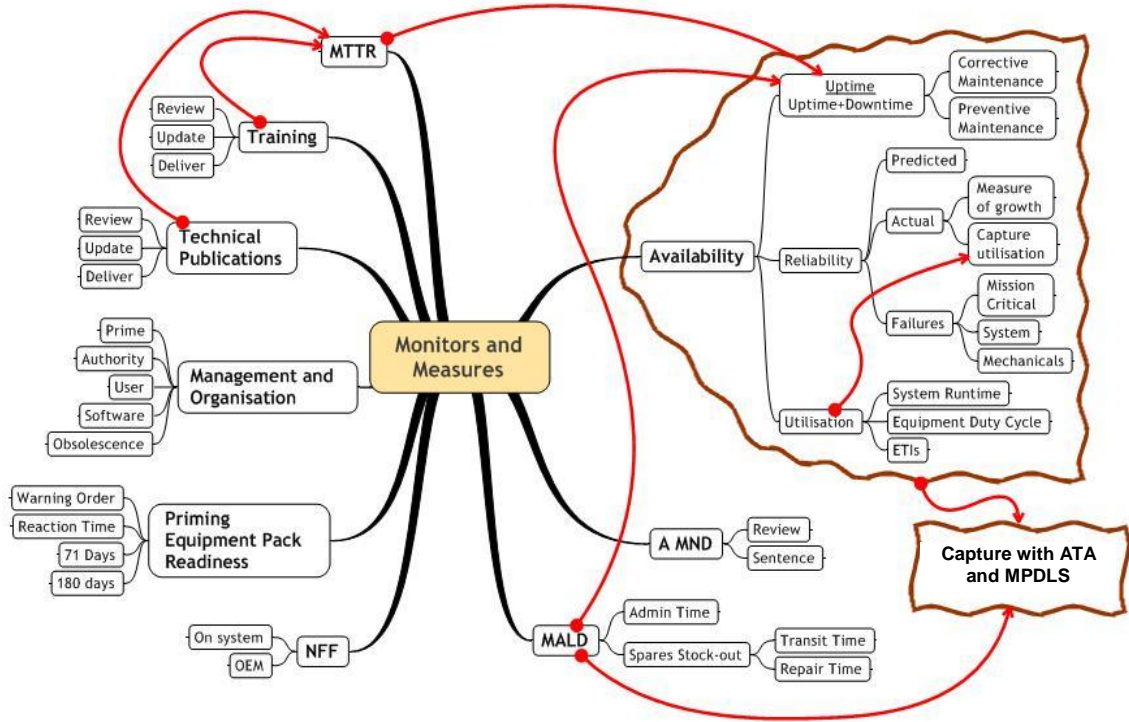 MTTR
Review
Update
Deliver
Training
Review
Update
Deliver
Technical
Publications
Prime
Authority
User
Software
Obsolescence
Management and
Organisation
Warning Order
Reaction Time
71 Days
180 days
Priming
Equipment Pack
Readiness
On system
OEM
NFF
Monitors and
Measures
Availability
Uptime
Uptime+Downtime
Corrective
Maintenance
Preventive
Maintenance
Reliability
Predicted
Actual
Measure
of growth
Capture
utilisation
Failures
Mission
Critical
System
Mechanicals
Utilisation
System Runtime
Equipment Duty Cycle
ETIs
A MND
Review
Sentence
MALD
Admin Time
Spares Stock-out
Transit Time
Repair Time
Capture with ATA
and MPDLS